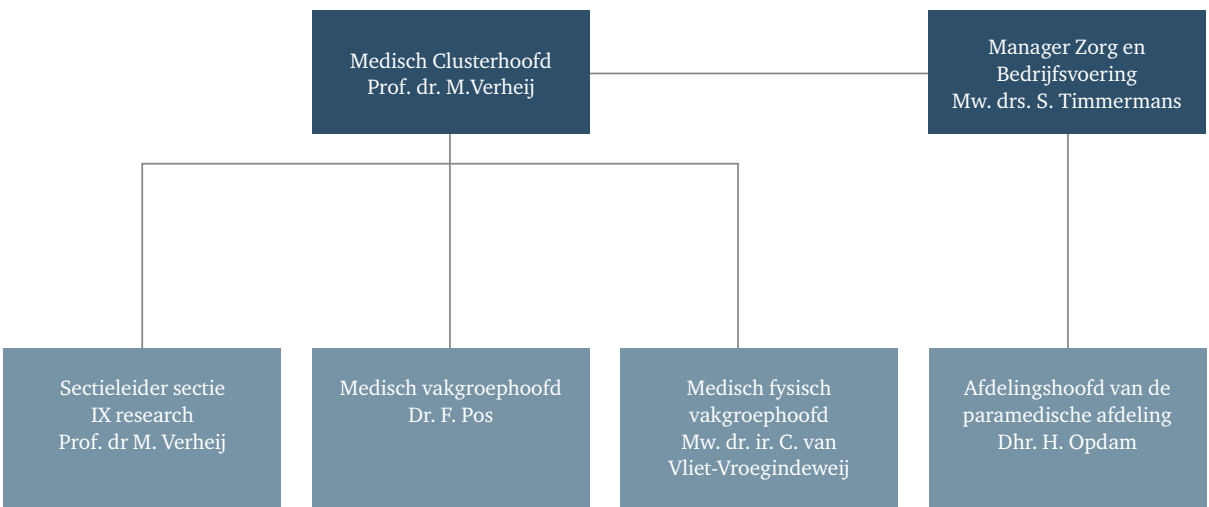 Medisch Clusterhoofd
Prof. dr. M.Verheij
Manager Zorg en
Bedrijfsvoering
Mw. drs. S. Timmermans
Sectieleider sectie
IX research
Prof. dr M. Verheij
Medisch vakgroephoofd
Dr. F. Pos
Medisch fysisch
vakgroephoofd
Mw. dr. ir. C. van
Vliet-Vroegindeweij
Afdelingshoofd van de
paramedische afdeling
Dhr. H. Opdam